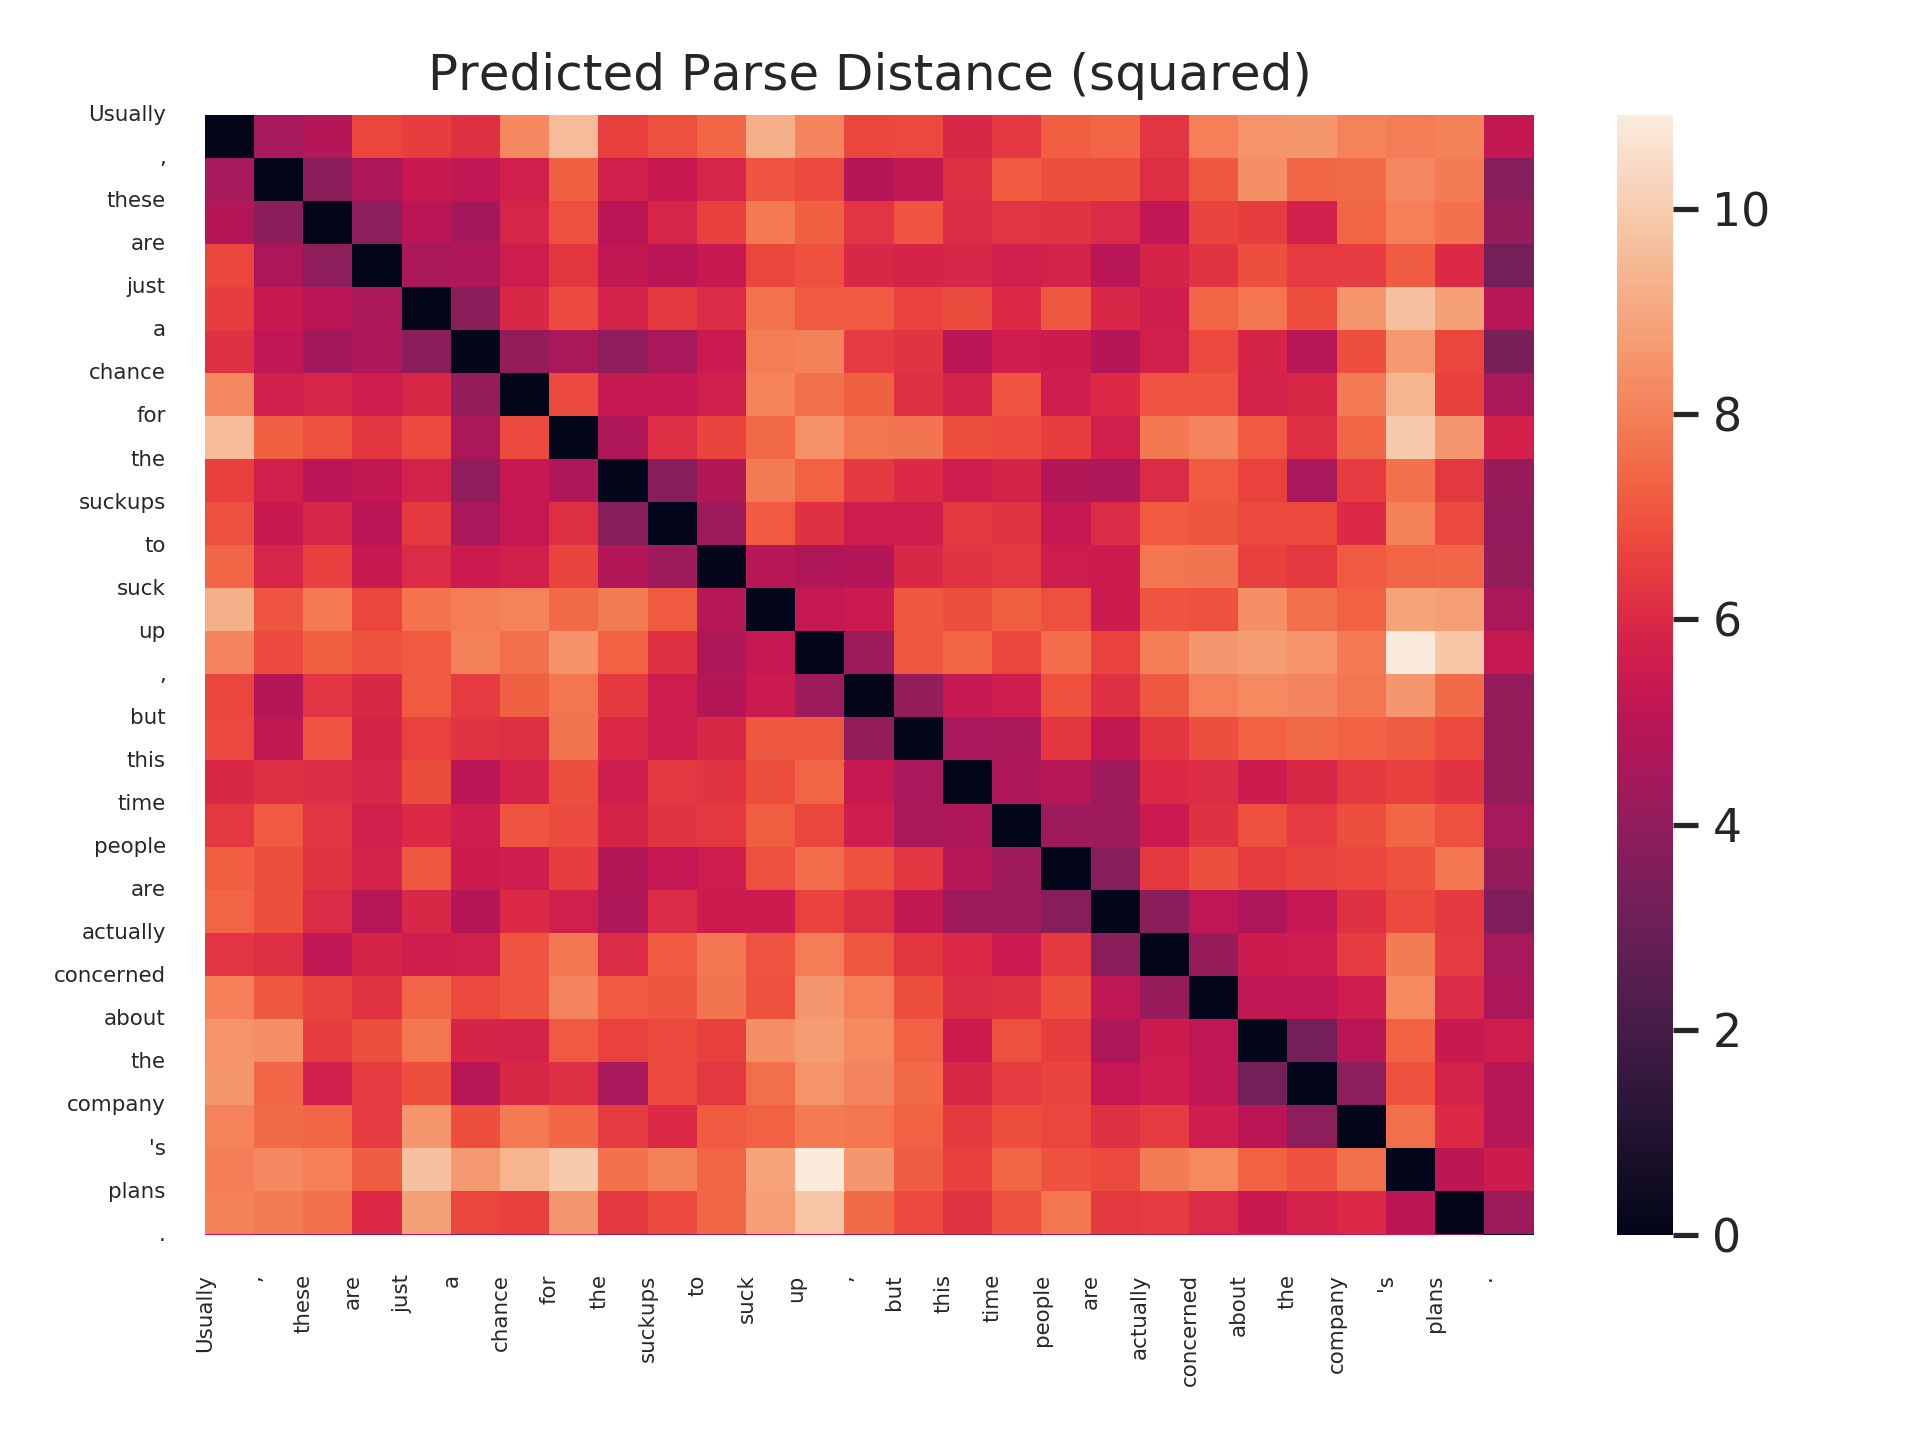 Predicted Parse Distance (squared)
Usually
,
these
are
just
a
chance
for
the
suckups
to
suck
up
,
but
this
time
people
are
actually
concerned
about
the
company
's
plans
.
10
8
6
4
2
0
Usually
,
these
are
just
a
chance
for
the
suckups
to
suck
up
,
but
this
time
people
are
actually
concerned
about
the
company
's
plans
.